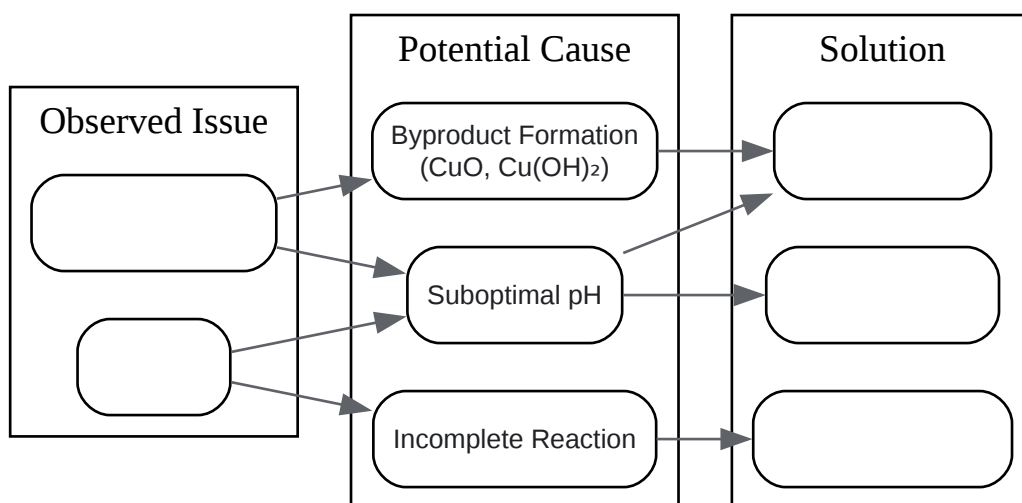 Observed Issue
Potential Cause
Byproduct Formation
(CuO, Cu(OH)₂)
Suboptimal pH
Incomplete Reaction
Solution